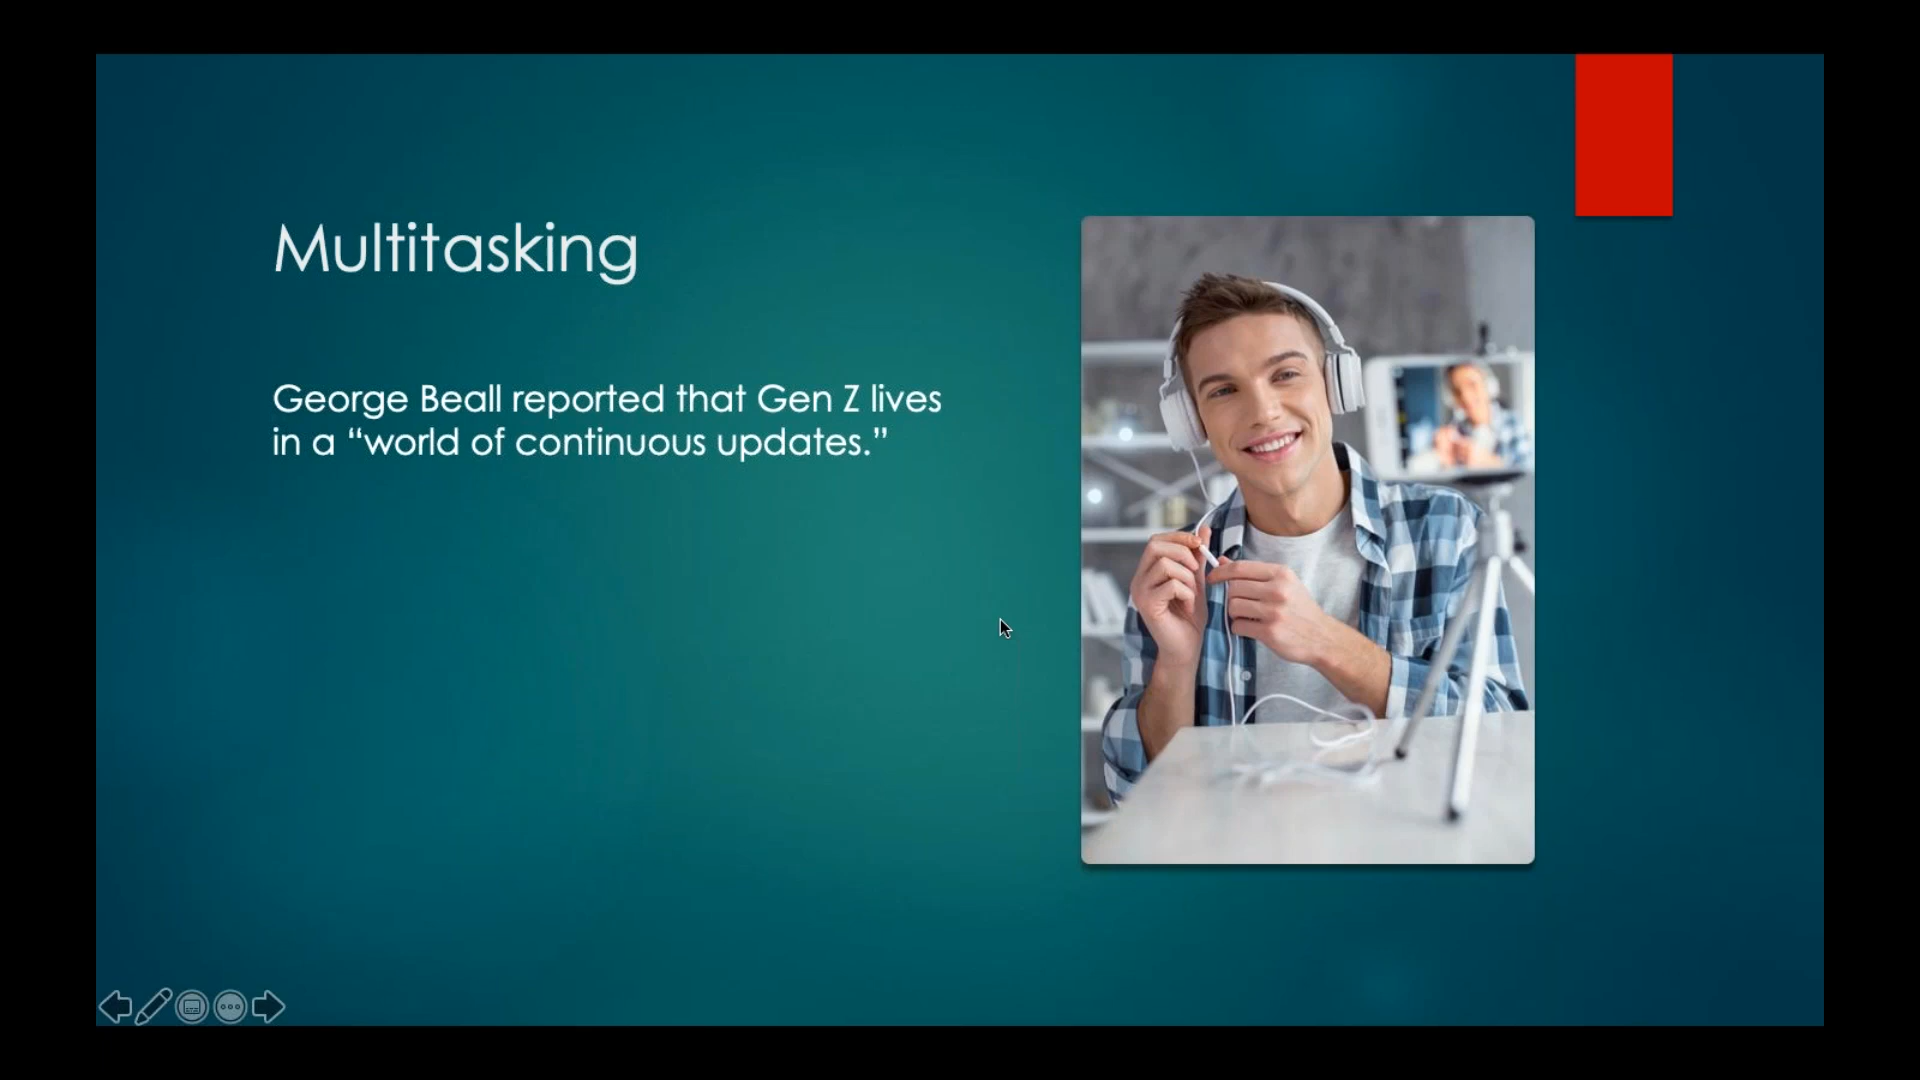 Multitasking
George Beall reported that Gen Z lives
in a “world of continuous updates.”